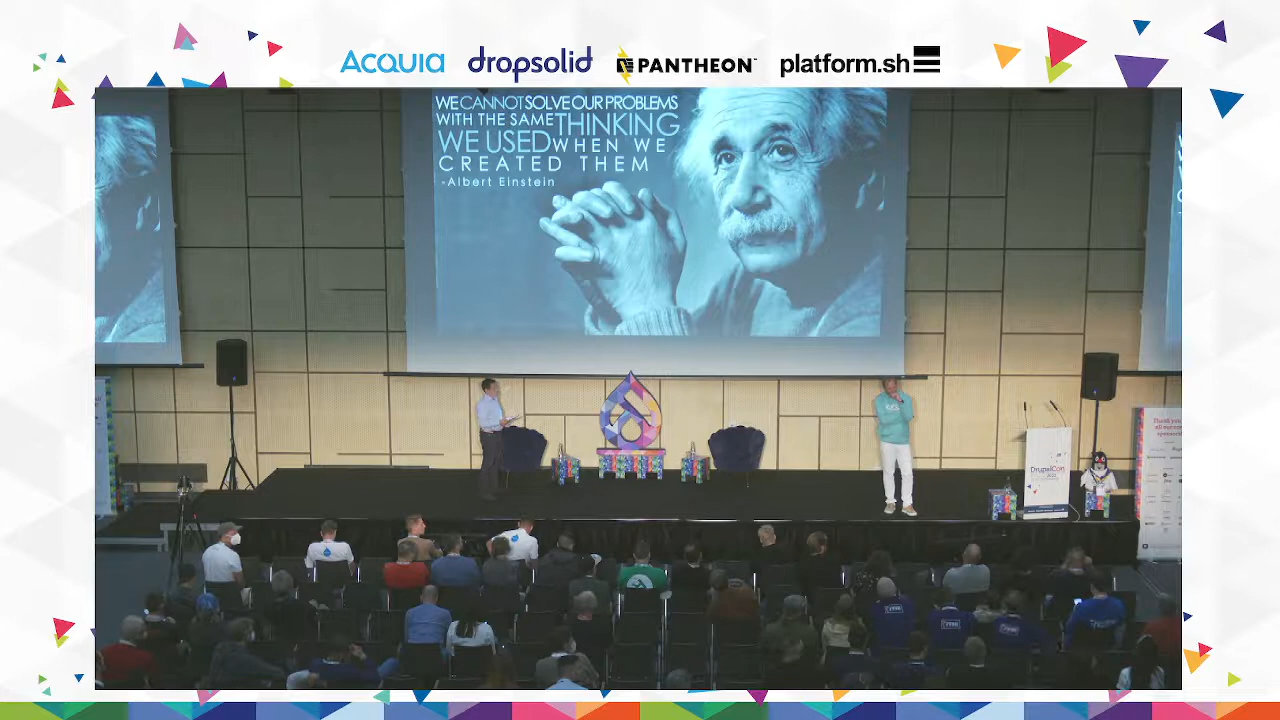 ACQUIA dropsolid PANTHEON platform.sh
WE CANNOT SOLVE OUR PROBLEMS
WITH THE SAME THINKING
WE USED WHEN WE
CREATED THEM
-Albert Einstein
DrupalCon